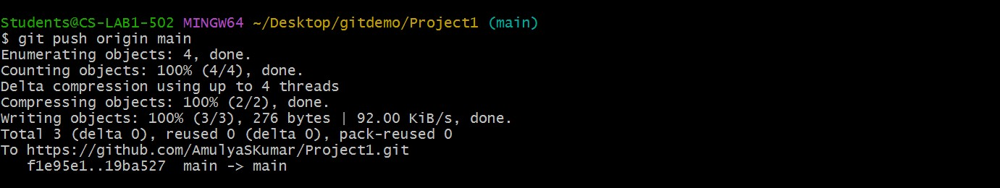 Students@CS-LAB1-502 MINGW64 ~/Desktop/gitdemo/Project1 (main)
$ git push origin main
Enumerating objects: 4, done.
Counting objects: 100% (4/4), done.
Delta compression using up to 4 threads
Compressing objects: 100% (2/2), done.
Writing objects: 100% (3/3), 276 bytes | 92.00 KiB/s, done.
Total 3 (delta 0), reused 0 (delta 0), pack-reused 0
To https://github.com/AmulyaSKumar/Project1.git
   f1e95e1..19ba527  main -> main